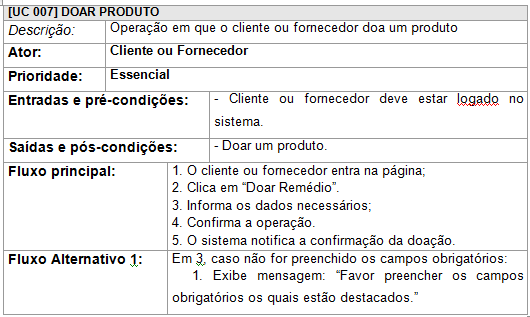 [UC 007] DOAR PRODUTO
Descrição: Operação em que o cliente ou fornecedor doa um produto
Ator: Cliente ou Fornecedor
Prioridade: Essencial
Entradas e pré-condições: - Cliente ou fornecedor deve estar logado no
sistema.
Saídas e pós-condições: - Doar um produto.
Fluxo principal: 1. O cliente ou fornecedor entra na página;
2. Clica em “Doar Remédio”.
3. Informa os dados necessários;
4. Confirma a operação.
5. O sistema notifica a confirmação da doação.
Fluxo Alternativo 1: Em 3, caso não for preenchido os campos obrigatórios:
1. Exibe mensagem: “Favor preencher os campos
obrigatórios os quais estão destacados.”